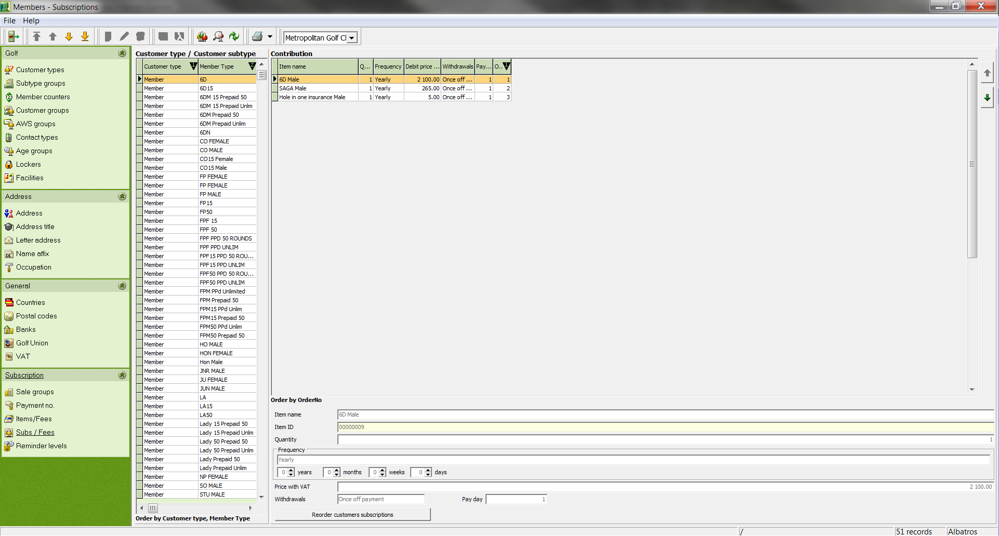 Members - Subscriptions
File Help
Metropolitan Golf Cl
Golf
Customer types
Subtype groups
Member counters
Customer groups
AWS groups
Contact types
Age groups
Lockers
Facilities
Address
Address
Address title
Letter address
Name affix
Occupation
General
Countries
Postal codes
Banks
Golf Union
VAT
Subscription
Sale groups
Payment no.
Items/Fees
Subs / Fees
Reminder levels
Customer type / Customer subtype
Customer type 1 Member Type 2
Member 6D
Member 6D15
Member 6DM 15 Prepaid 50
Member 6DM 15 Prepaid Unlm
Member 6DM Prepaid 50
Member 6DM Prepaid Unlim
Member 6DN
Member CO FEMALE
Member CO MALE
Member CO15 Female
Member CO15 Male
Member FP FEMALE
Member FP FEMALE
Member FP MALE
Member FP15
Member FP50
Member FPF 15
Member FPF 50
Member FPF PPD 50 ROUNDS
Member FPF PPD UNLIM
Member FPF15 PPD 50 ROU...
Member FPF15 PPD UNLIM
Member FPF50 PPD 50 ROU...
Member FPF50 PPD UNLIM
Member FPM PPd Unlimited
Member FPM Prepaid 50
Member FPM15 PPd Unlim
Member FPM15 Prepaid 50
Member FPM50 PPd Unlim
Member FPM50 Prepaid 50
Member HO MALE
Member HON FEMALE
Member Hon Male
Member JNR MALE
Member JU FEMALE
Member JUN MALE
Member LA
Member LA15
Member LA50
Member Lady 15 Prepaid 50
Member Lady 15 Prepaid Unlm
Member Lady 50 Prepaid 50
Member Lady 50 Prepaid Unlm
Member Lady Prepaid 50
Member Lady Prepaid Unlim
Member NP FEMALE
Member SO MALE
Member STU MALE
Order by Customer type, Member Type
Contribution
Item name Q... Frequency Debit price ... Withdrawals Pay... O.. 1
6D Male 1 Yearly 2 100.00 Once off ... 1 1
SAGA Male 1 Yearly 265.00 Once off ... 1 2
Hole in one insurance Male 1 Yearly 5.00 Once off ... 1 3
Order by OrderNo
Item name 6D Male
Item ID 00000009
Quantity 1
Frequency
Yearly
0 years 0 months 0 weeks 0 days
Price with VAT 2 100.00
Withdrawals Once off payment Pay day 1
Reorder customers subscriptions
/ 51 records Albatros